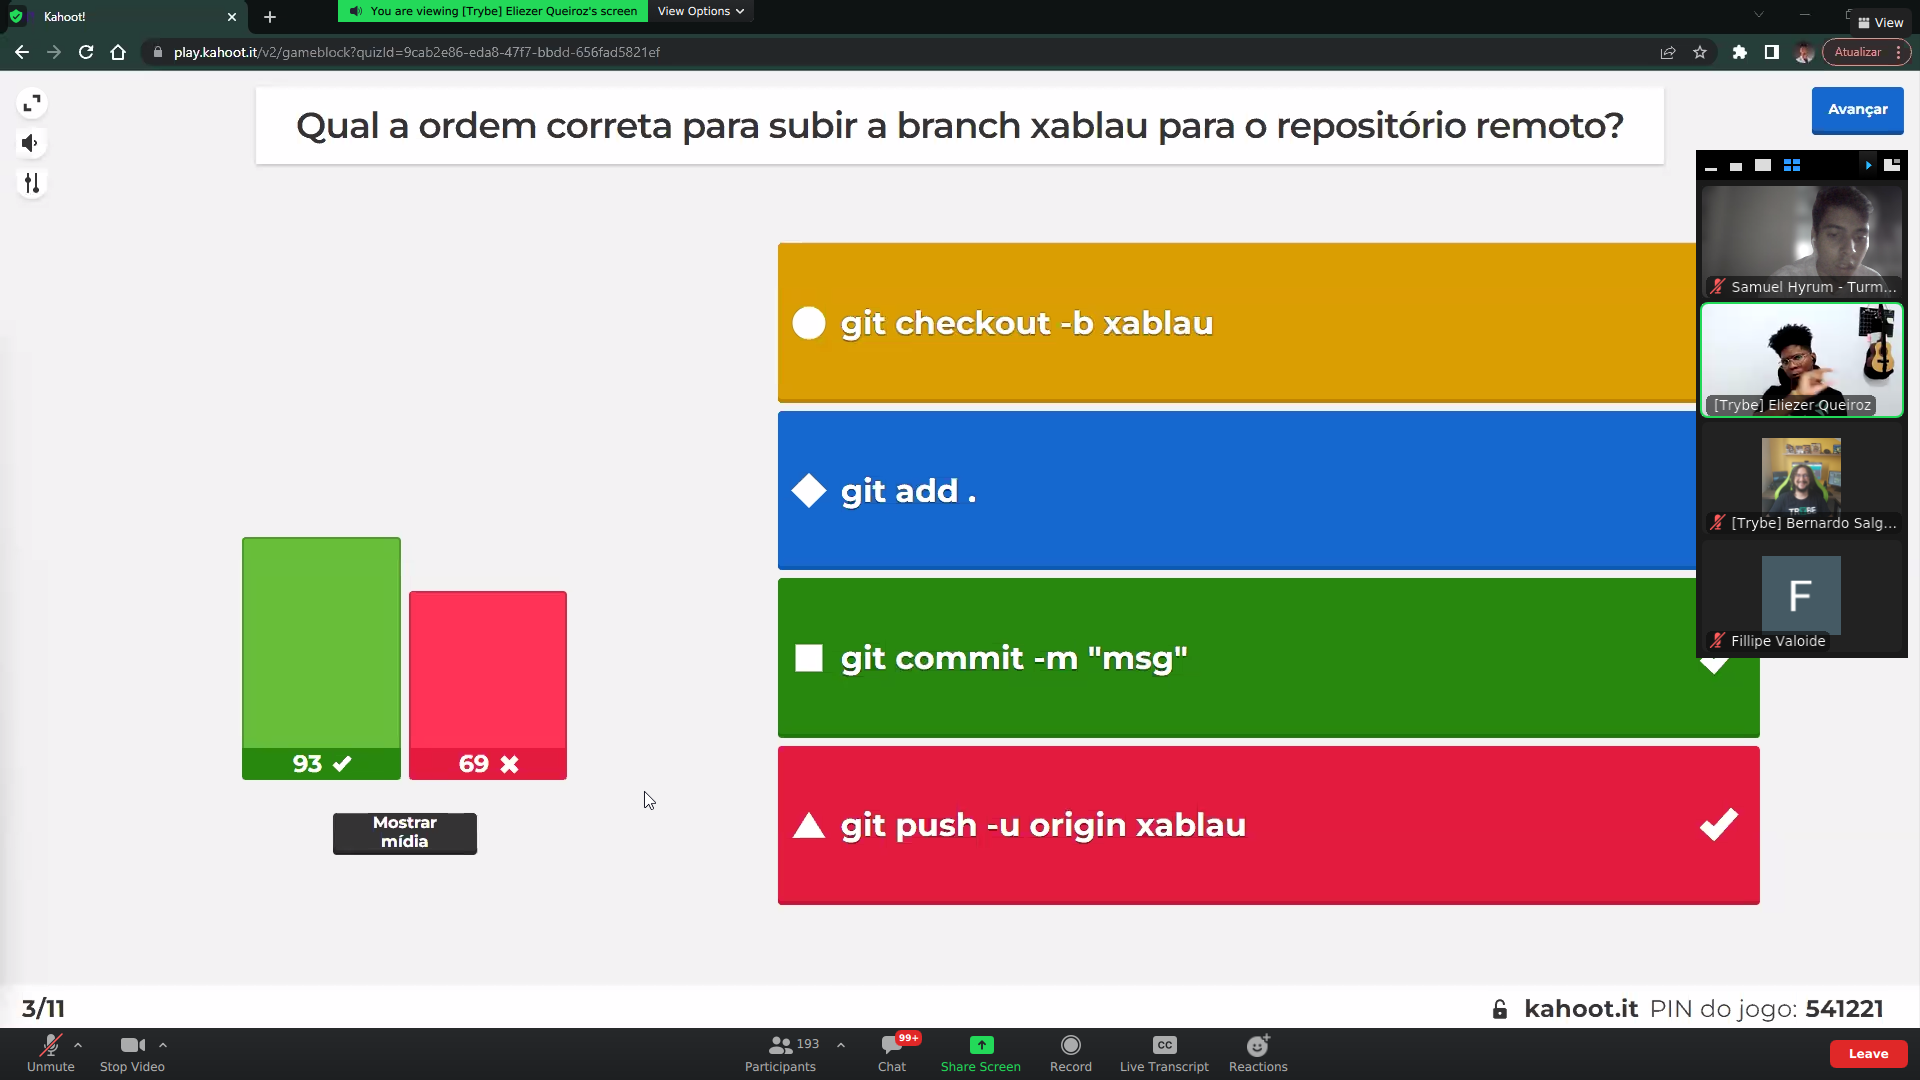 Kahoot!
You are viewing [Trybe] Eliezer Queiroz's screen
View Options
View
play.kahoot.it/v2/gameblock?quizId=9cab2e86-eda8-47f7-bbdd-656fad5821ef
Atualizar
Qual a ordem correta para subir a branch xablau para o repositório remoto?
Avançar
Samuel Hyrum - Turm...
git checkout -b xablau
[Trybe] Eliezer Queiroz
git add .
[Trybe] Bernardo Salg...
F
Fillipe Valoide
git commit -m "msg"
93
69
Mostrar
mídia
git push -u origin xablau
3/11
kahoot.it PIN do jogo: 541221
Unmute
Stop Video
193
Participants
99+
Chat
Share Screen
Record
CC
Live Transcript
Reactions
Leave